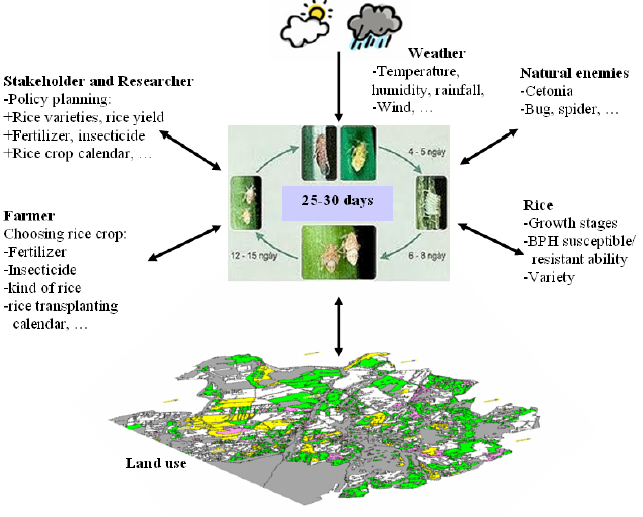 Weather
-Temperature,
humidity, rainfall,
-Wind, …
Stakeholder and Researcher
-Policy planning:
+Rice varieties, rice yield
+Fertilizer, insecticide
+Rice crop calendar, …
Natural enemies
-Cetonia
-Bug, spider, …
4 - 5 ngày
25-30 days
12 - 15 ngày
6 - 8 ngày
Farmer
Choosing rice crop:
-Fertilizer
-Insecticide
-kind of rice
-rice transplanting
calendar, …
Rice
-Growth stages
-BPH susceptible/
resistant ability
-Variety
Land use